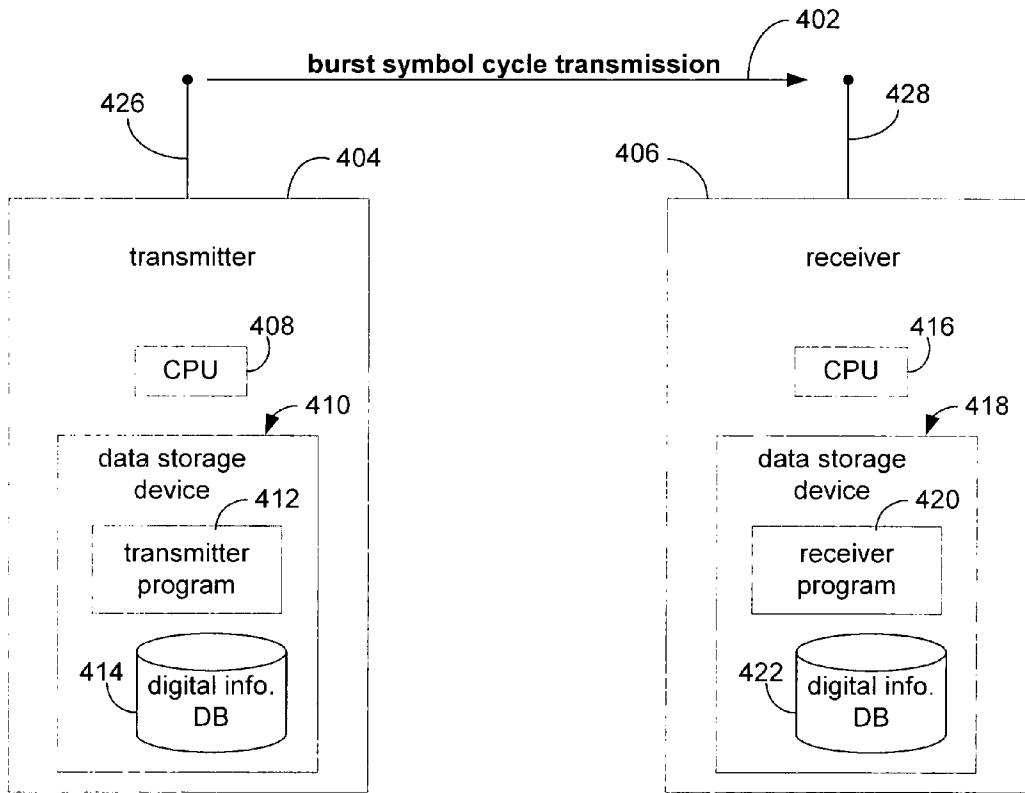 402
burst symbol cycle transmission
426
428
404
406
transmitter
receiver
408
CPU
416
CPU
410
418
data storage
device
data storage
device
412
420
transmitter
program
receiver
program
414
digital info.
DB
422
digital info.
DB